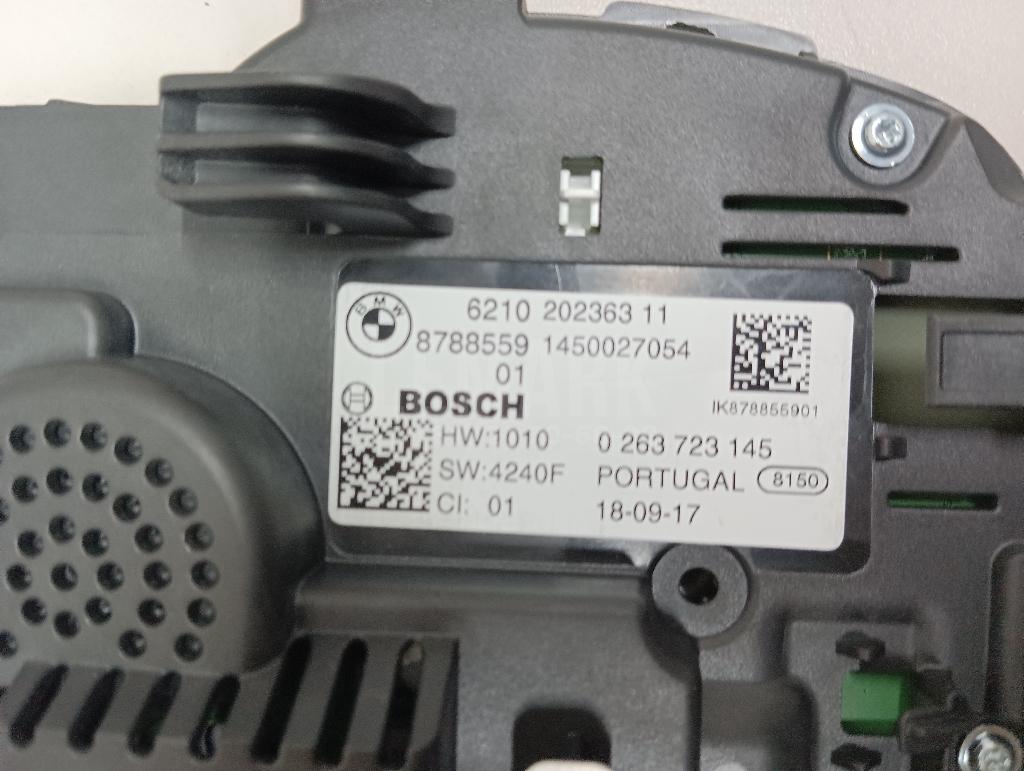 BMW
6210 202363 11
8788559 1450027054
01
BOSCH
IK878855901
HW:1010 0 263 723 145
SW:4240F PORTUGAL 8150
CI: 01 18-09-17